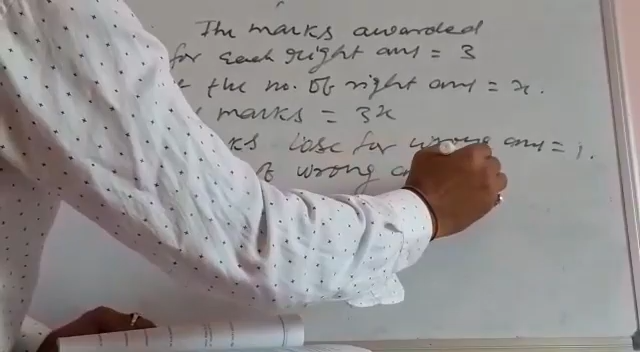 The marks awarded
for each right ans = 3
the no. of right ans = x.
marks = 3x
ks lose for wrong ans = 1.
of wrong